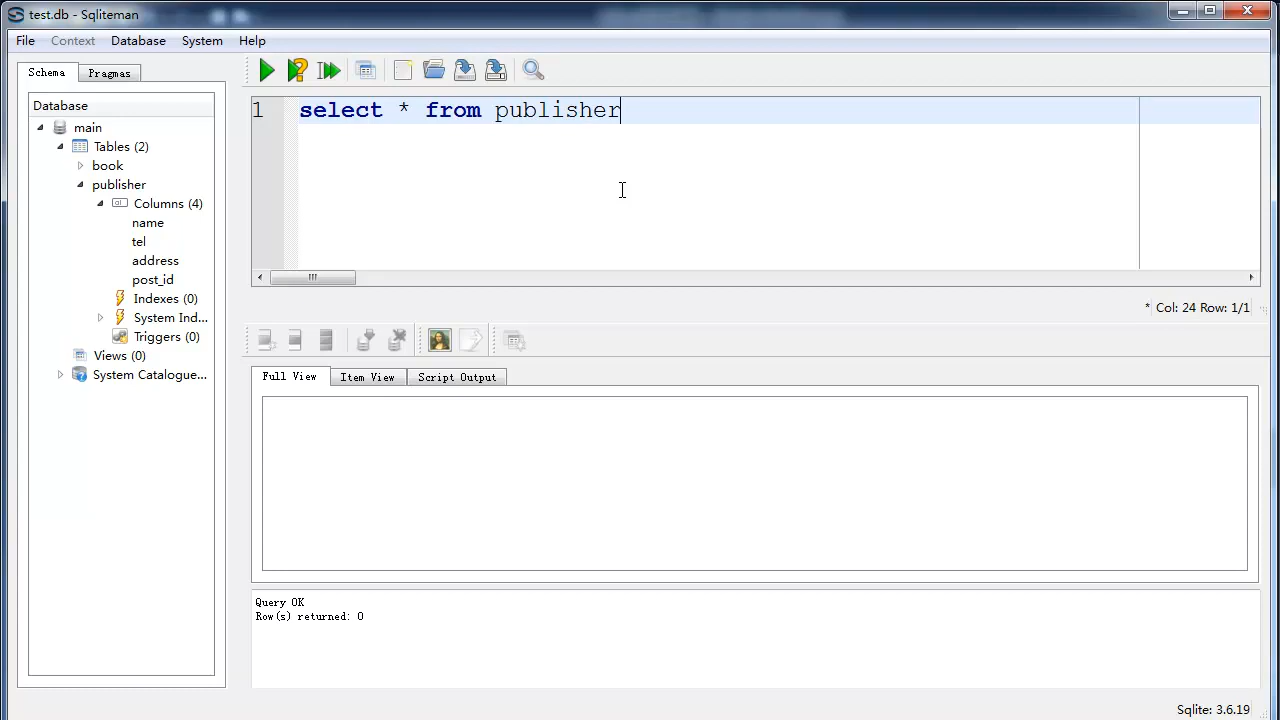 test.db - Sqliteman
File Context Database System Help
Schema Pragmas
Database
main
Tables (2)
book
publisher
Columns (4)
name
tel
address
post_id
Indexes (0)
System Ind...
Triggers (0)
Views (0)
System Catalogue...
1 select * from publisher
* Col: 24 Row: 1/1
Full View Item View Script Output
Query OK
Row(s) returned: 0
Sqlite: 3.6.19